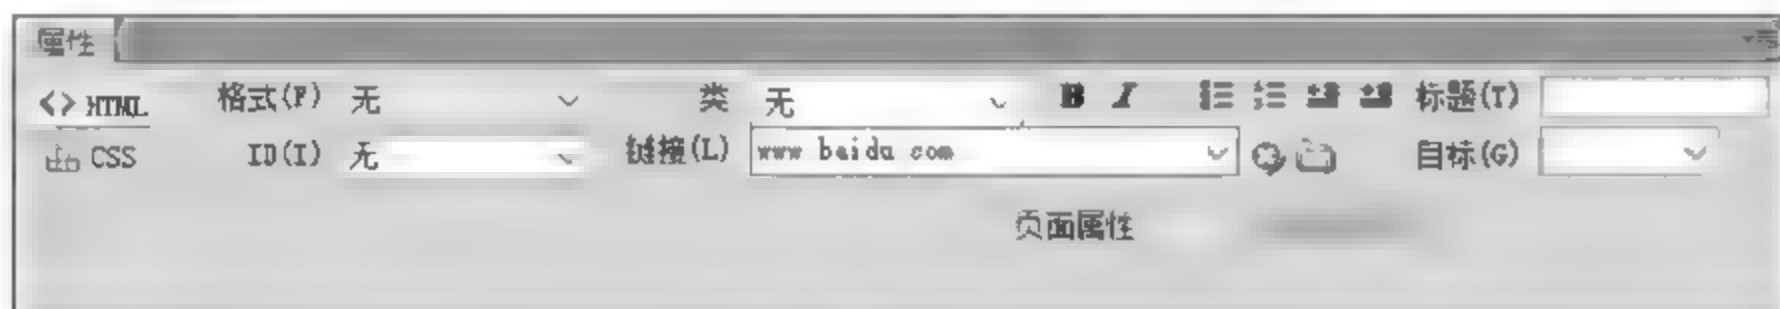 属性
<> HTML 格式(F) 无 类 无 B I 标题(T)
CSS ID(I) 无 链接(L) www baidu com 目标(G)
页面属性